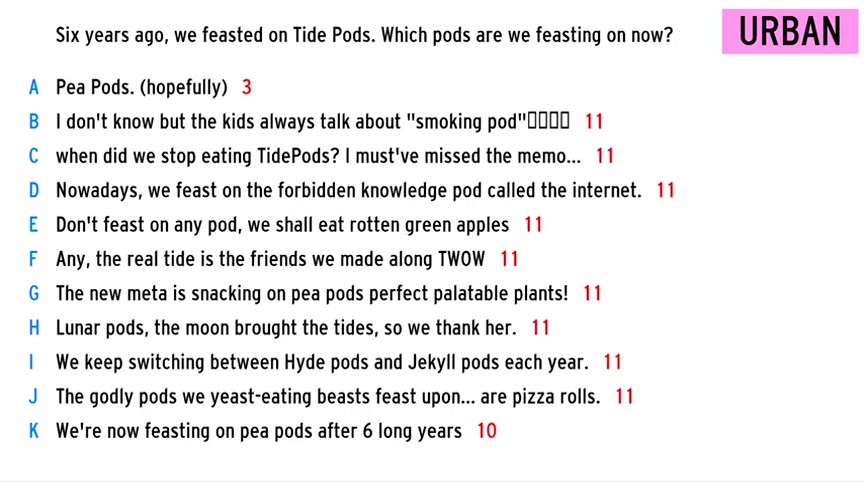 Six years ago, we feasted on Tide Pods. Which pods are we feasting on now?
URBAN
A Pea Pods. (hopefully) 3
B I don't know but the kids always talk about "smoking pod"▯▯▯▯ 11
C when did we stop eating TidePods? I must've missed the memo... 11
D Nowadays, we feast on the forbidden knowledge pod called the internet. 11
E Don't feast on any pod, we shall eat rotten green apples 11
F Any, the real tide is the friends we made along TWOW 11
G The new meta is snacking on pea pods perfect palatable plants! 11
H Lunar pods, the moon brought the tides, so we thank her. 11
I We keep switching between Hyde pods and Jekyll pods each year. 11
J The godly pods we yeast-eating beasts feast upon... are pizza rolls. 11
K We're now feasting on pea pods after 6 long years 10